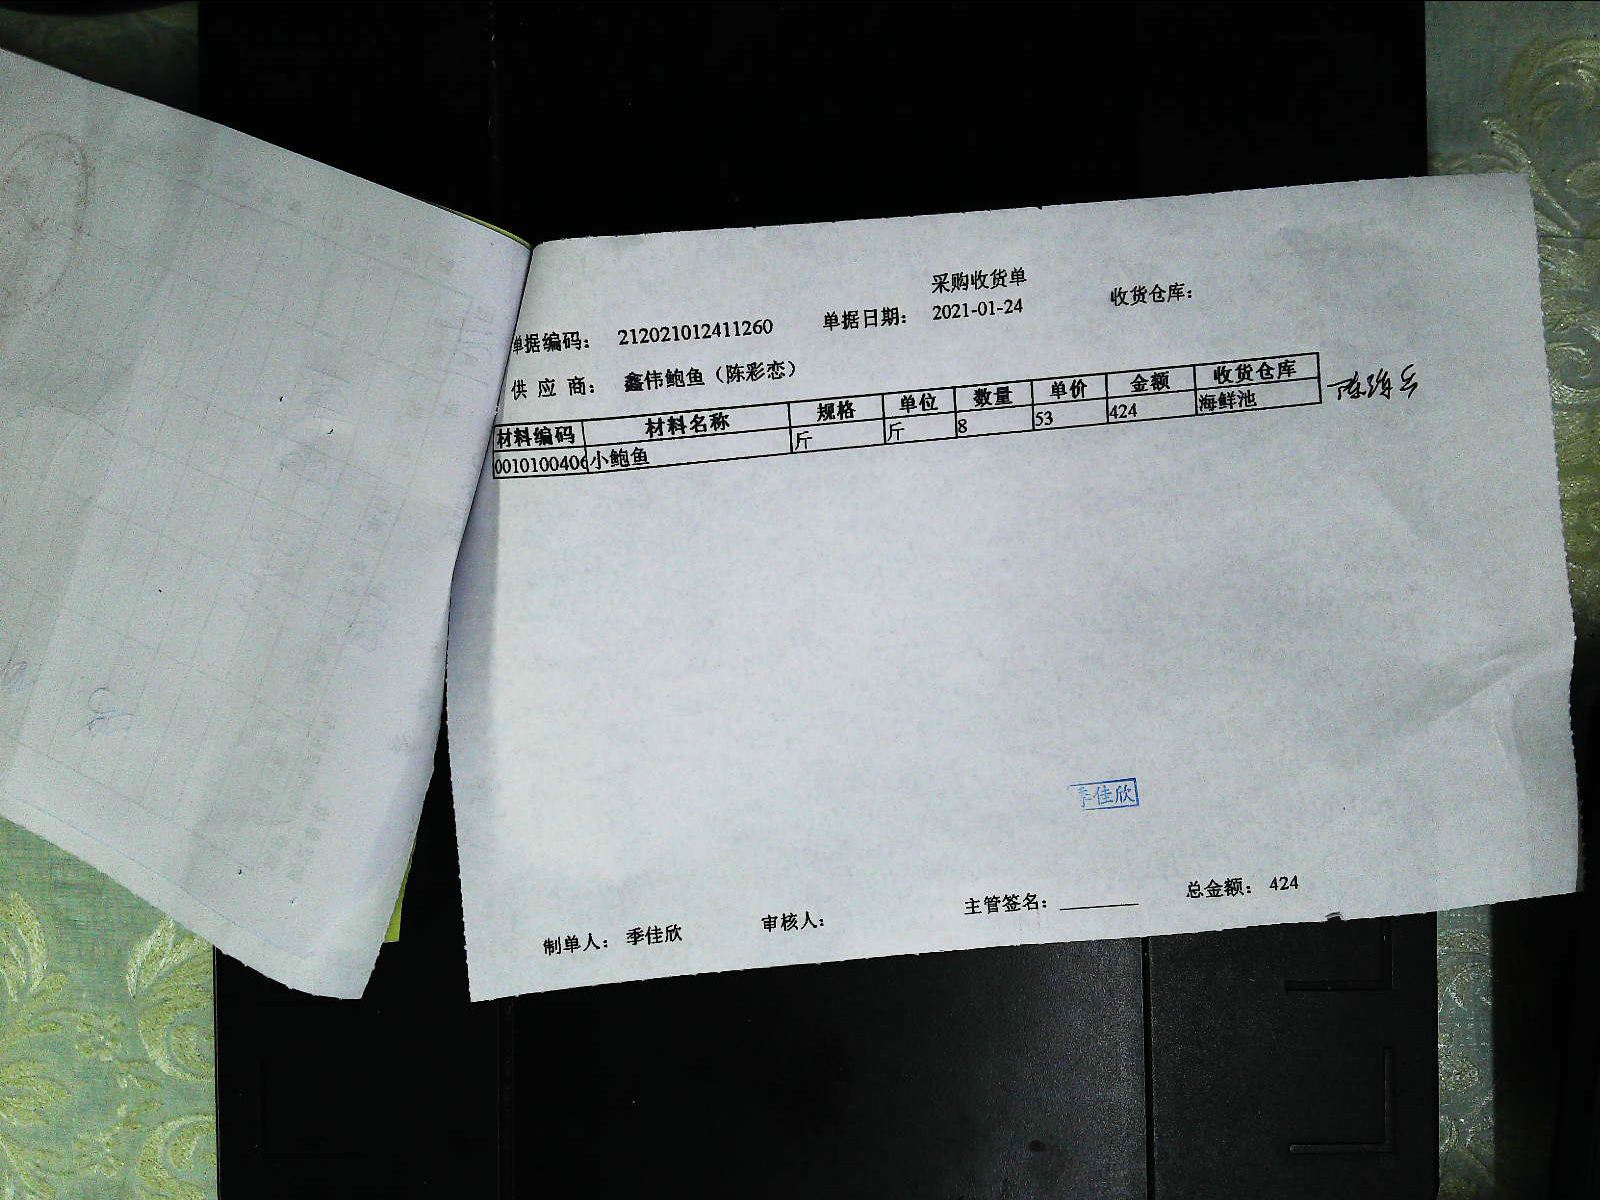 采购收货单
单据编码： 212021012411260 单据日期： 2021-01-24 收货仓库：
供 应 商： 鑫伟鲍鱼（陈彩恋）
材料编码 材料名称 规格 单位 数量 单价 金额 收货仓库
0010100406 小鲍鱼 斤 斤 8 53 424 海鲜池
季佳欣
制单人： 季佳欣 审核人： 主管签名：________ 总金额： 424